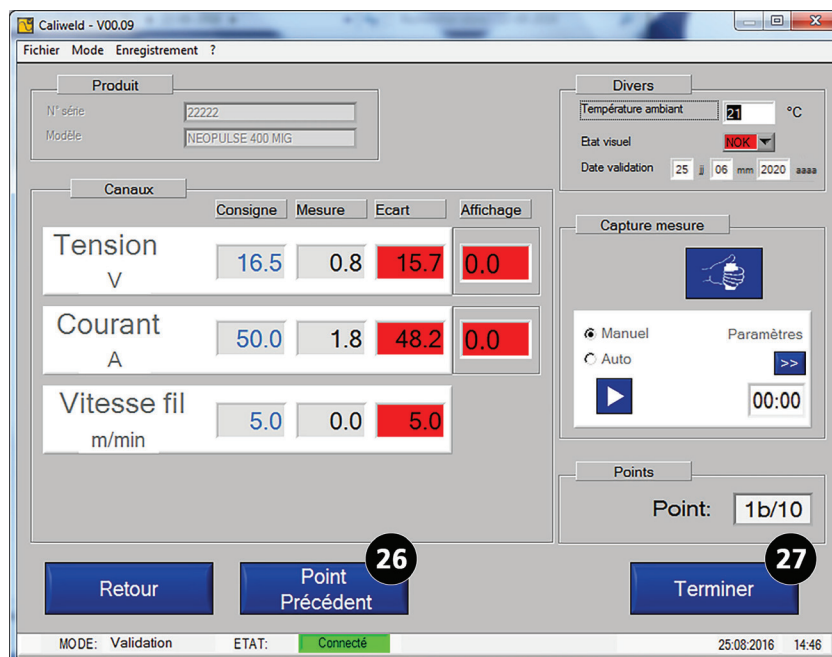 Caliweld - V00.09
Fichier Mode Enregistrement ?
Produit
N° série 22222
Modèle NEOPULSE 400 MIG
Divers
Température ambiant 21 °C
Etat visuel NOK
Date validation 25 jj 06 mm 2020 aaaa
Canaux
Consigne Mesure Ecart Affichage
Tension V 16.5 0.8 15.7 0.0
Courant A 50.0 1.8 48.2 0.0
Vitesse fil m/min 5.0 0.0 5.0
Capture mesure
Manuel Paramètres
Auto >>
00:00
Points
Point: 1b/10
26
27
Retour
Point
Précédent
Terminer
MODE: Validation ETAT: Connecté 25:08:2016 14:46